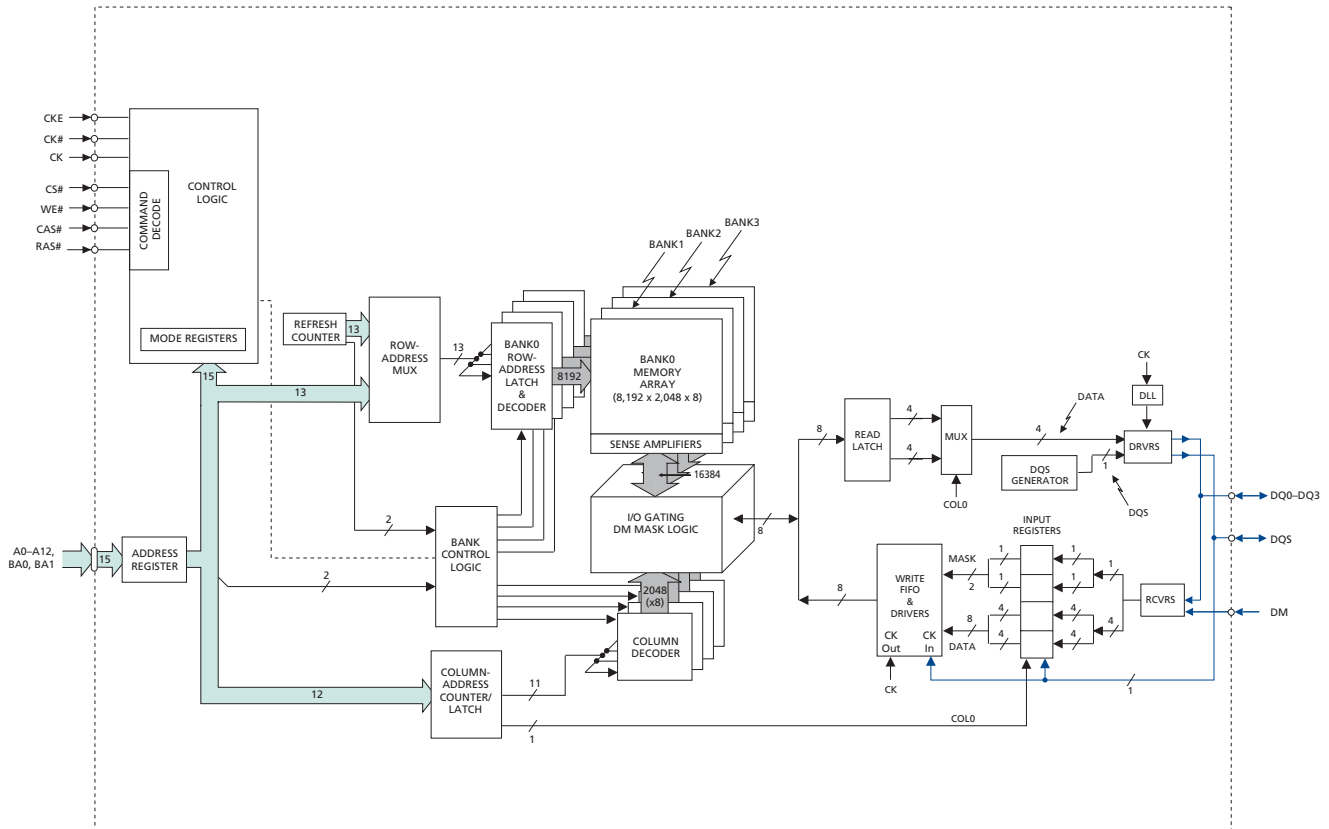 CKE
CK#
CK
CS#
WE#
CAS#
RAS#
COMMAND
DECODE
CONTROL
LOGIC
MODE REGISTERS
15
REFRESH
COUNTER
13
ROW-
ADDRESS
MUX
13
13
BANK0
ROW-
ADDRESS
LATCH
&
DECODER
8192
BANK1
BANK2
BANK3
BANK0
MEMORY
ARRAY
(8,192 x 2,048 x 8)
SENSE AMPLIFIERS
16384
I/O GATING
DM MASK LOGIC
8
2
BANK
CONTROL
LOGIC
2
A0–A12,
BA0, BA1
15
ADDRESS
REGISTER
2048
(x8)
COLUMN
DECODER
12
COLUMN-
ADDRESS
COUNTER/
LATCH
11
1
COL0
8
READ
LATCH
4
4
MUX
COL0
4
DATA
CK
DLL
DRVRS
DQS
GENERATOR
1
DQS
DQ0–DQ3
DQS
DM
INPUT
REGISTERS
8
WRITE
FIFO
&
DRIVERS
CK
Out
CK
In
CK
MASK
2
8
DATA
1
1
4
4
1
1
4
4
1
4
RCVRS
1